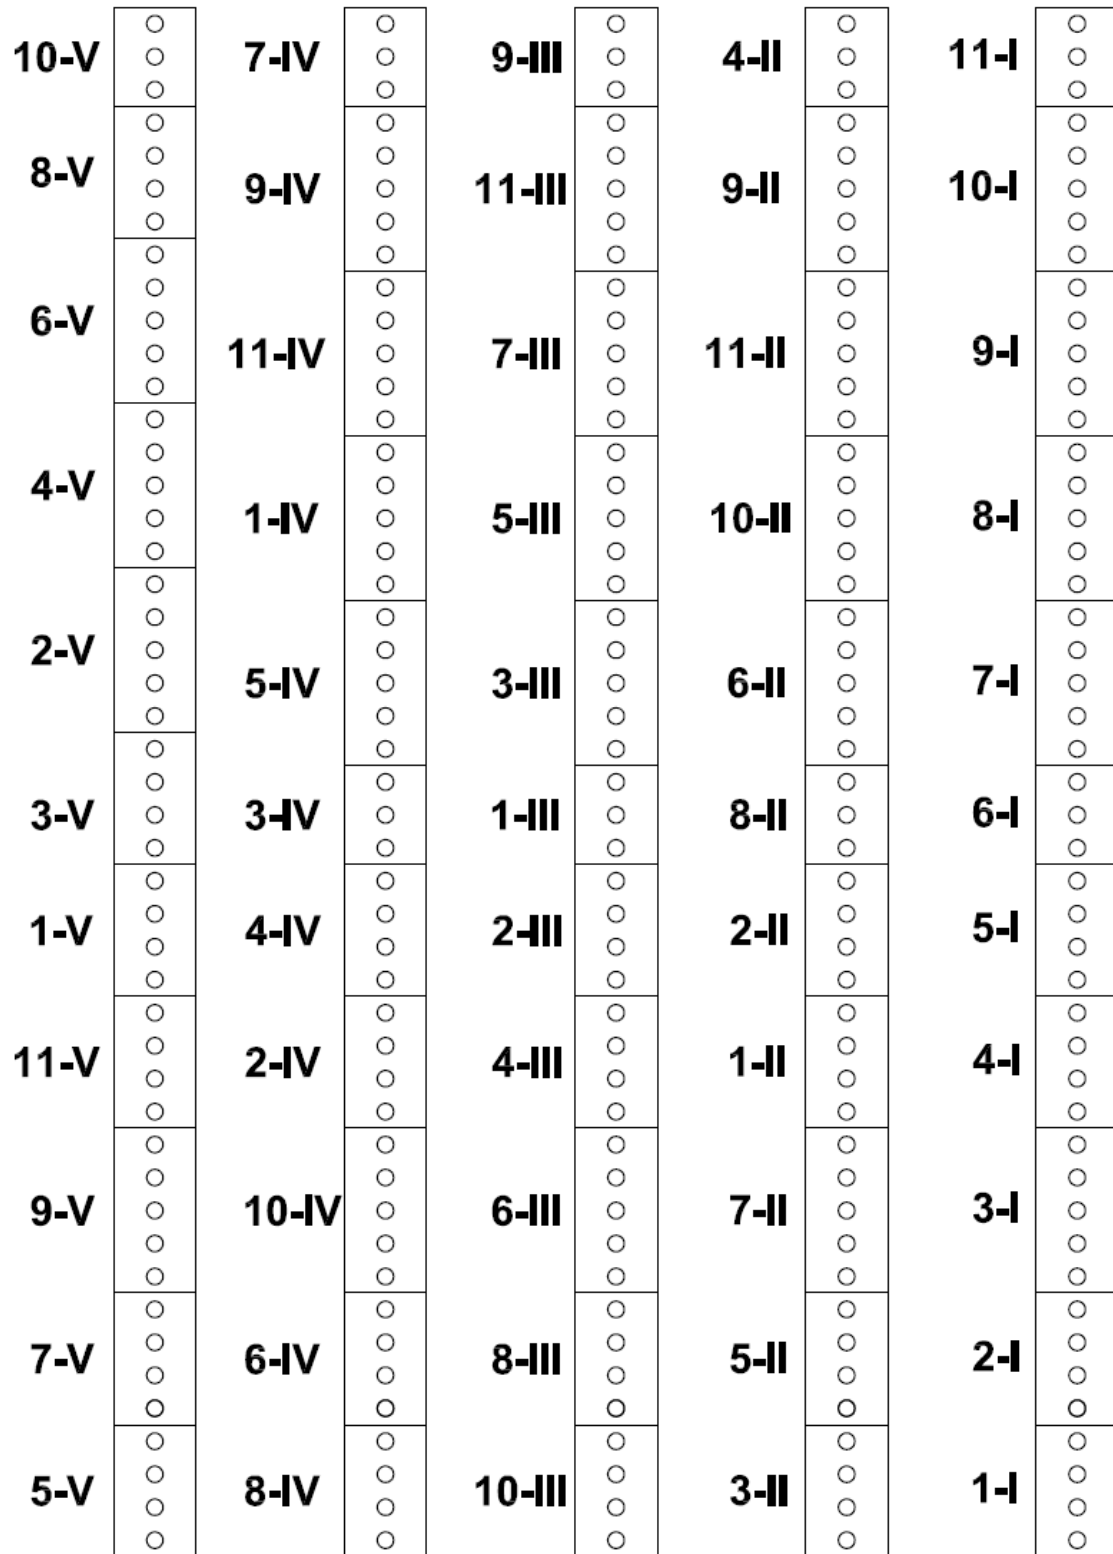 10-V 7-IV 9-III 4-II 11-I
8-V 9-IV 11-III 9-II 10-I
6-V 11-IV 7-III 11-II 9-I
4-V 1-IV 5-III 10-II 8-I
2-V 5-IV 3-III 6-II 7-I
3-V 3-IV 1-III 8-II 6-I
1-V 4-IV 2-III 2-II 5-I
11-V 2-IV 4-III 1-II 4-I
9-V 10-IV 6-III 7-II 3-I
7-V 6-IV 8-III 5-II 2-I
5-V 8-IV 10-III 3-II 1-I